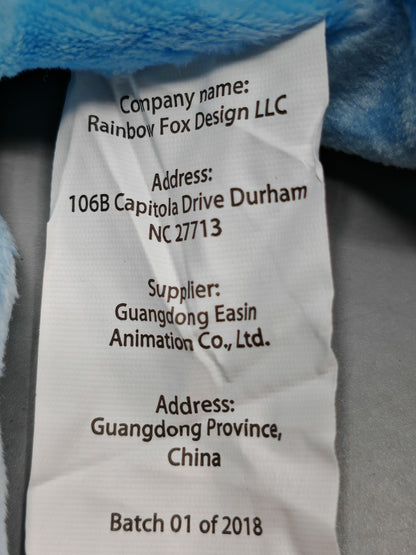 Company name:
Rainbow Fox Design LLC
Address:
106B Capitola Drive Durham
NC 27713
Supplier:
Guangdong Easin
Animation Co., Ltd.
Address:
Guangdong Province,
China
Batch 01 of 2018